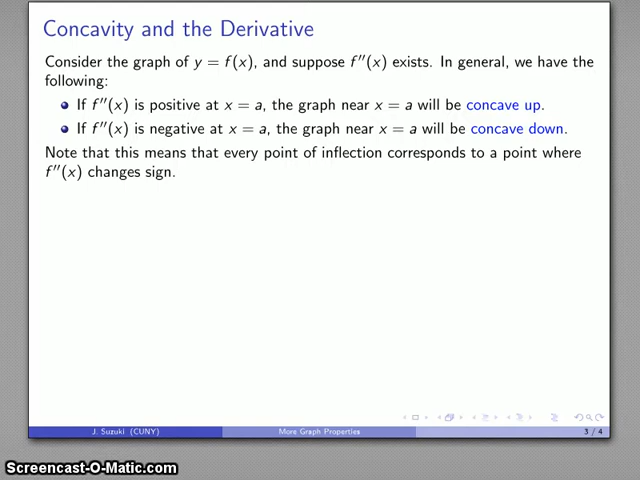 Concavity and the Derivative
Consider the graph of y = f(x), and suppose f″(x) exists. In general, we have the
following:
• If f″(x) is positive at x = a, the graph near x = a will be concave up.
• If f″(x) is negative at x = a, the graph near x = a will be concave down.
Note that this means that every point of inflection corresponds to a point where
f″(x) changes sign.
J. Suzuki (CUNY) More Graph Properties 3 / 4
Screencast-O-Matic.com